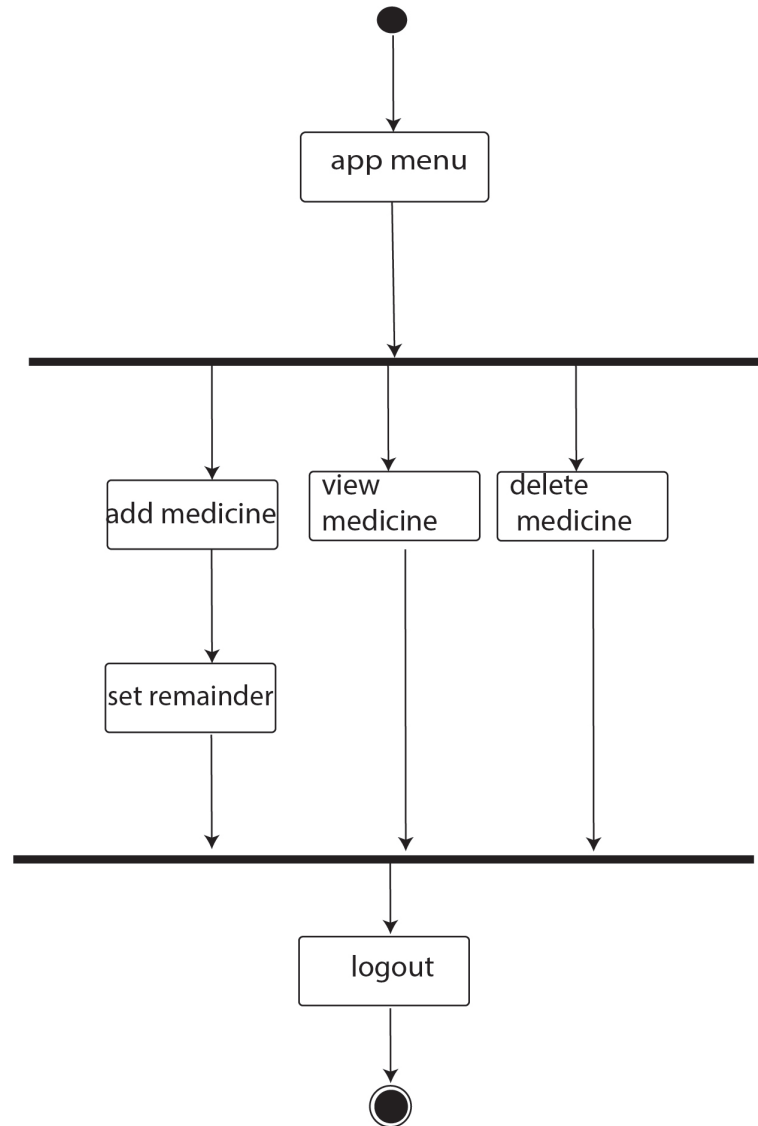 app menu
add medicine
view
medicine
delete
medicine
set remainder
logout